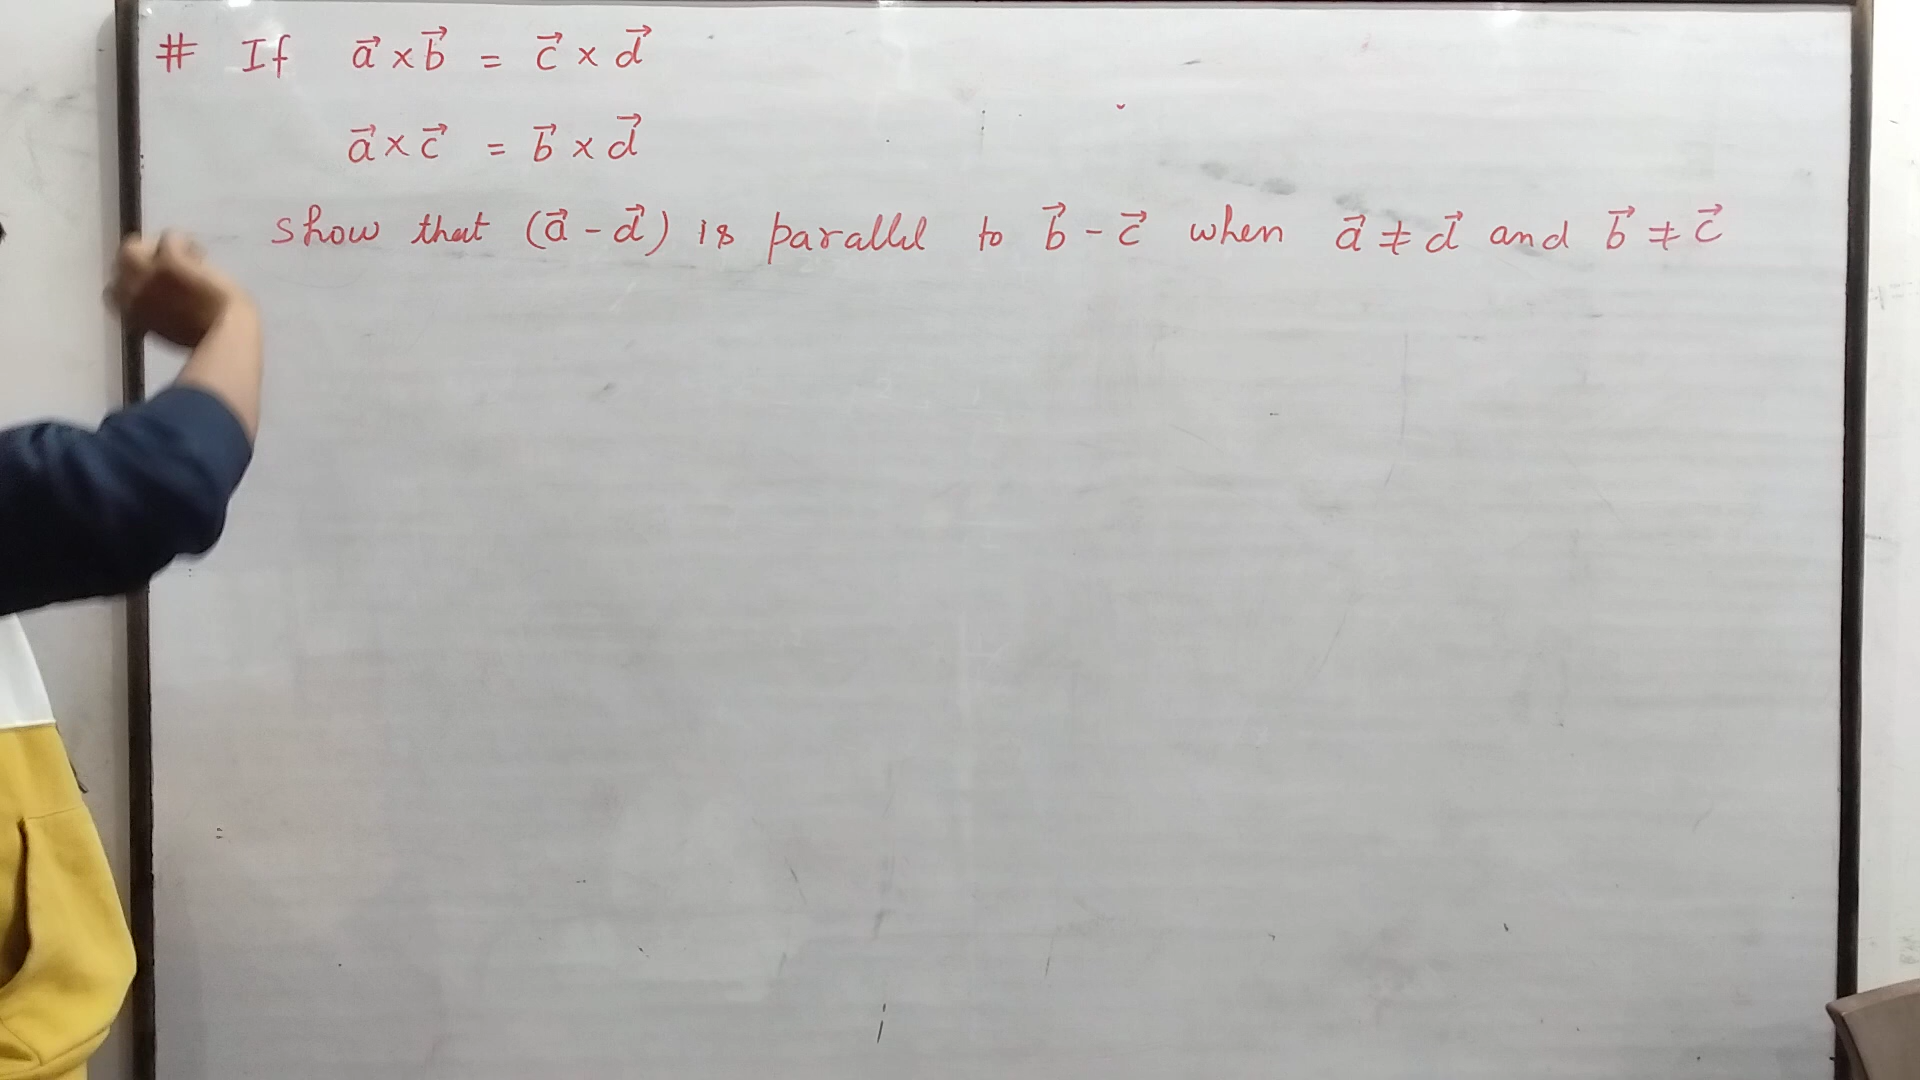 # If a⃗ × b⃗ = c⃗ × d⃗
a⃗ × c⃗ = b⃗ × d⃗
show that (a⃗ - d⃗) is parallel to b⃗ - c⃗ when a⃗ ≠ d⃗ and b⃗ ≠ c⃗